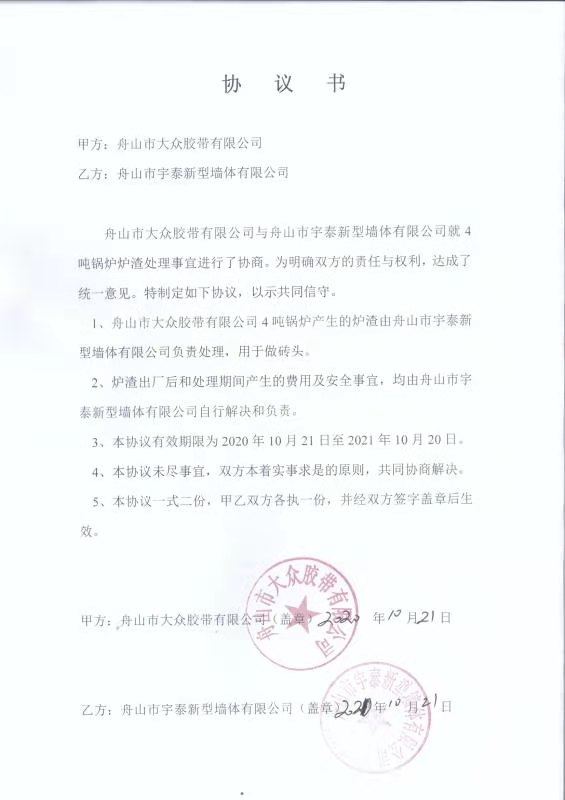 协 议 书
甲方：舟山市大众胶带有限公司
乙方：舟山市宇泰新型墙体有限公司
舟山市大众胶带有限公司与舟山市宇泰新型墙体有限公司就 4
吨锅炉炉渣处理事宜进行了协商。为明确双方的责任与权利，达成了
统一意见。特制定如下协议，以示共同信守。
1、舟山市大众胶带有限公司 4 吨锅炉产生的炉渣由舟山市宇泰新
型墙体有限公司负责处理，用于做砖头。
2、炉渣出厂后和处理期间产生的费用及安全事宜，均由舟山市宇
泰新型墙体有限公司自行解决和负责。
3、本协议有效期限为 2020 年 10 月 21 日至 2021 年 10 月 20 日。
4、本协议未尽事宜，双方本着实事求是的原则，共同协商解决。
5、本协议一式二份，甲乙双方各执一份，并经双方签字盖章后生
效。
舟山市大众胶带有限公司
甲方：舟山市大众胶带有限公司（盖章）2020 年 10 月 21 日
舟山市宇泰新型墙体有限公司
乙方：舟山市宇泰新型墙体有限公司（盖章） 年 10 月 21 日